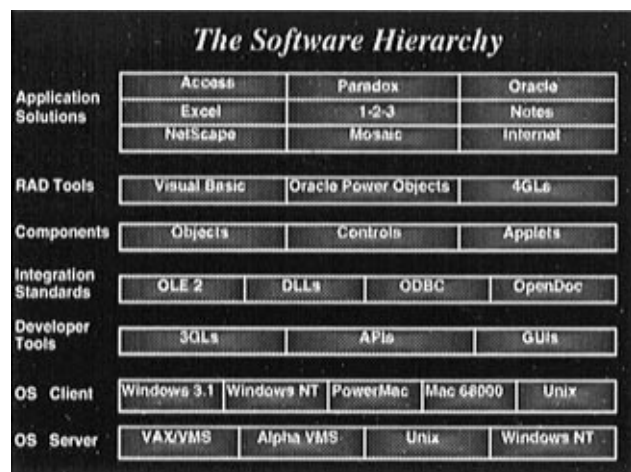 The Software Hierarchy
Application Solutions
Access Paradox Oracle
Excel 1-2-3 Notes
NetScape Mosaic Internet
RAD Tools Visual Basic Oracle Power Objects 4GLs
Components Objects Controls Applets
Integration Standards OLE 2 DLLs ODBC OpenDoc
Developer Tools 3GLs APIs GUIs
OS Client Windows 3.1 Windows NT PowerMac Mac 68000 Unix
OS Server VAX/VMS Alpha VMS Unix Windows NT